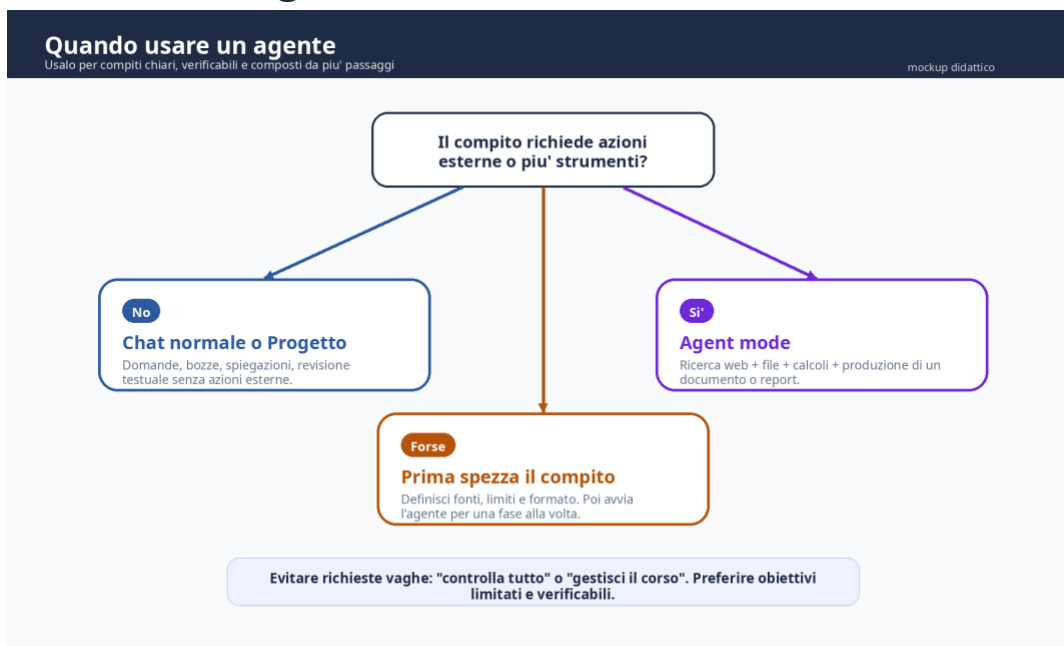 Quando usare un agente
Usalo per compiti chiari, verificabili e composti da piu' passaggi
mockup didattico
Il compito richiede azioni
esterne o piu' strumenti?
No
Chat normale o Progetto
Domande, bozze, spiegazioni, revisione
testuale senza azioni esterne.
Si'
Agent mode
Ricerca web + file + calcoli + produzione di un
documento o report.
Forse
Prima spezza il compito
Definisci fonti, limiti e formato. Poi avvia
l'agente per una fase alla volta.
Evitare richieste vaghe: "controlla tutto" o "gestisci il corso". Preferire obiettivi
limitati e verificabili.